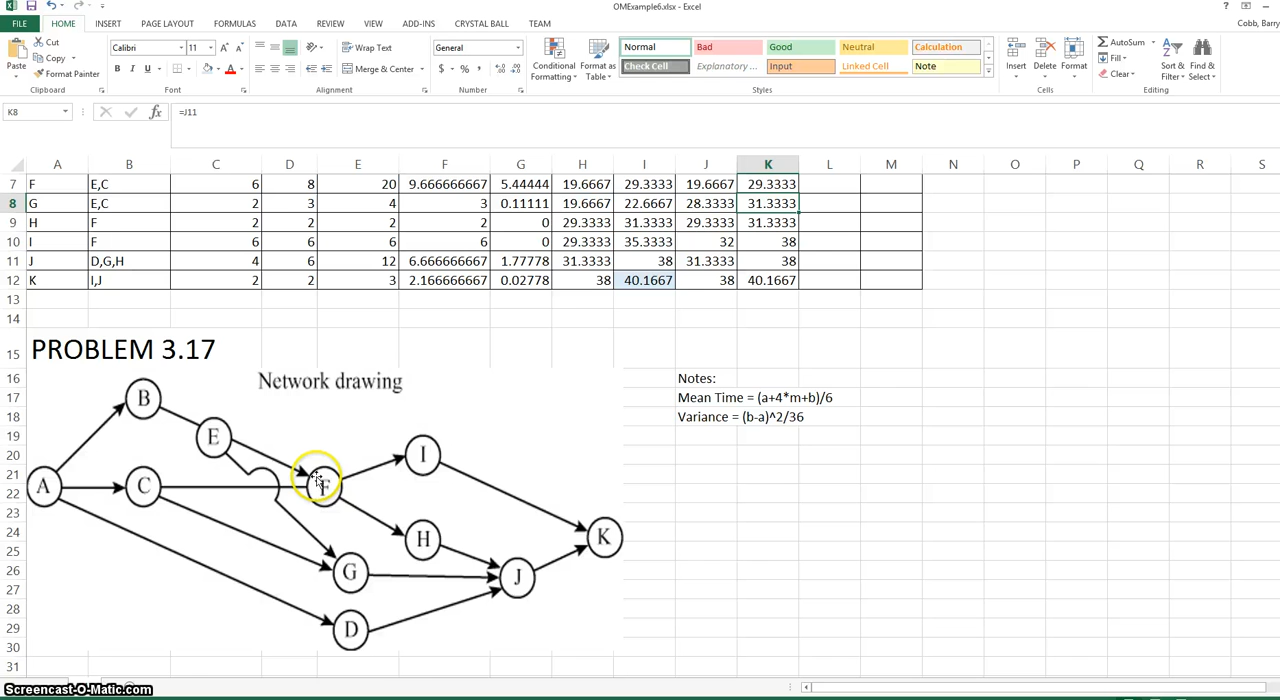 OMExample6.xlsx - Excel
FILE HOME INSERT PAGE LAYOUT FORMULAS DATA REVIEW VIEW ADD-INS CRYSTAL BALL TEAM
Cobb, Barry
Paste
Cut
Copy
Format Painter
Clipboard
Calibri 11
B I U
Font
Wrap Text
Merge & Center
Alignment
General
$ % ,
Number
Conditional Formatting
Format as Table
Normal Bad Good Neutral Calculation
Check Cell Explanatory ... Input Linked Cell Note
Styles
Insert Delete Format
Cells
AutoSum
Fill
Clear
Sort & Filter
Find & Select
Editing
K8 fx =J11
A B C D E F G H I J K L M N O P Q R S
7 F E,C 6 8 20 9.666666667 5.44444 19.6667 29.3333 19.6667 29.3333
8 G E,C 2 3 4 3 0.11111 19.6667 22.6667 28.3333 31.3333
9 H F 2 2 2 2 0 29.3333 31.3333 29.3333 31.3333
10 I F 6 6 6 6 0 29.3333 35.3333 32 38
11 J D,G,H 4 6 12 6.666666667 1.77778 31.3333 38 31.3333 38
12 K I,J 2 2 3 2.166666667 0.02778 38 40.1667 38 40.1667
13
14
15 PROBLEM 3.17
16 Network drawing Notes:
17 Mean Time = (a+4*m+b)/6
18 Variance = (b-a)^2/36
19
20
21
22
23
24
25
26
27
28
29
30
31
B
E
I
A
C
F
H
K
G
J
D
Screencast-O-Matic.com